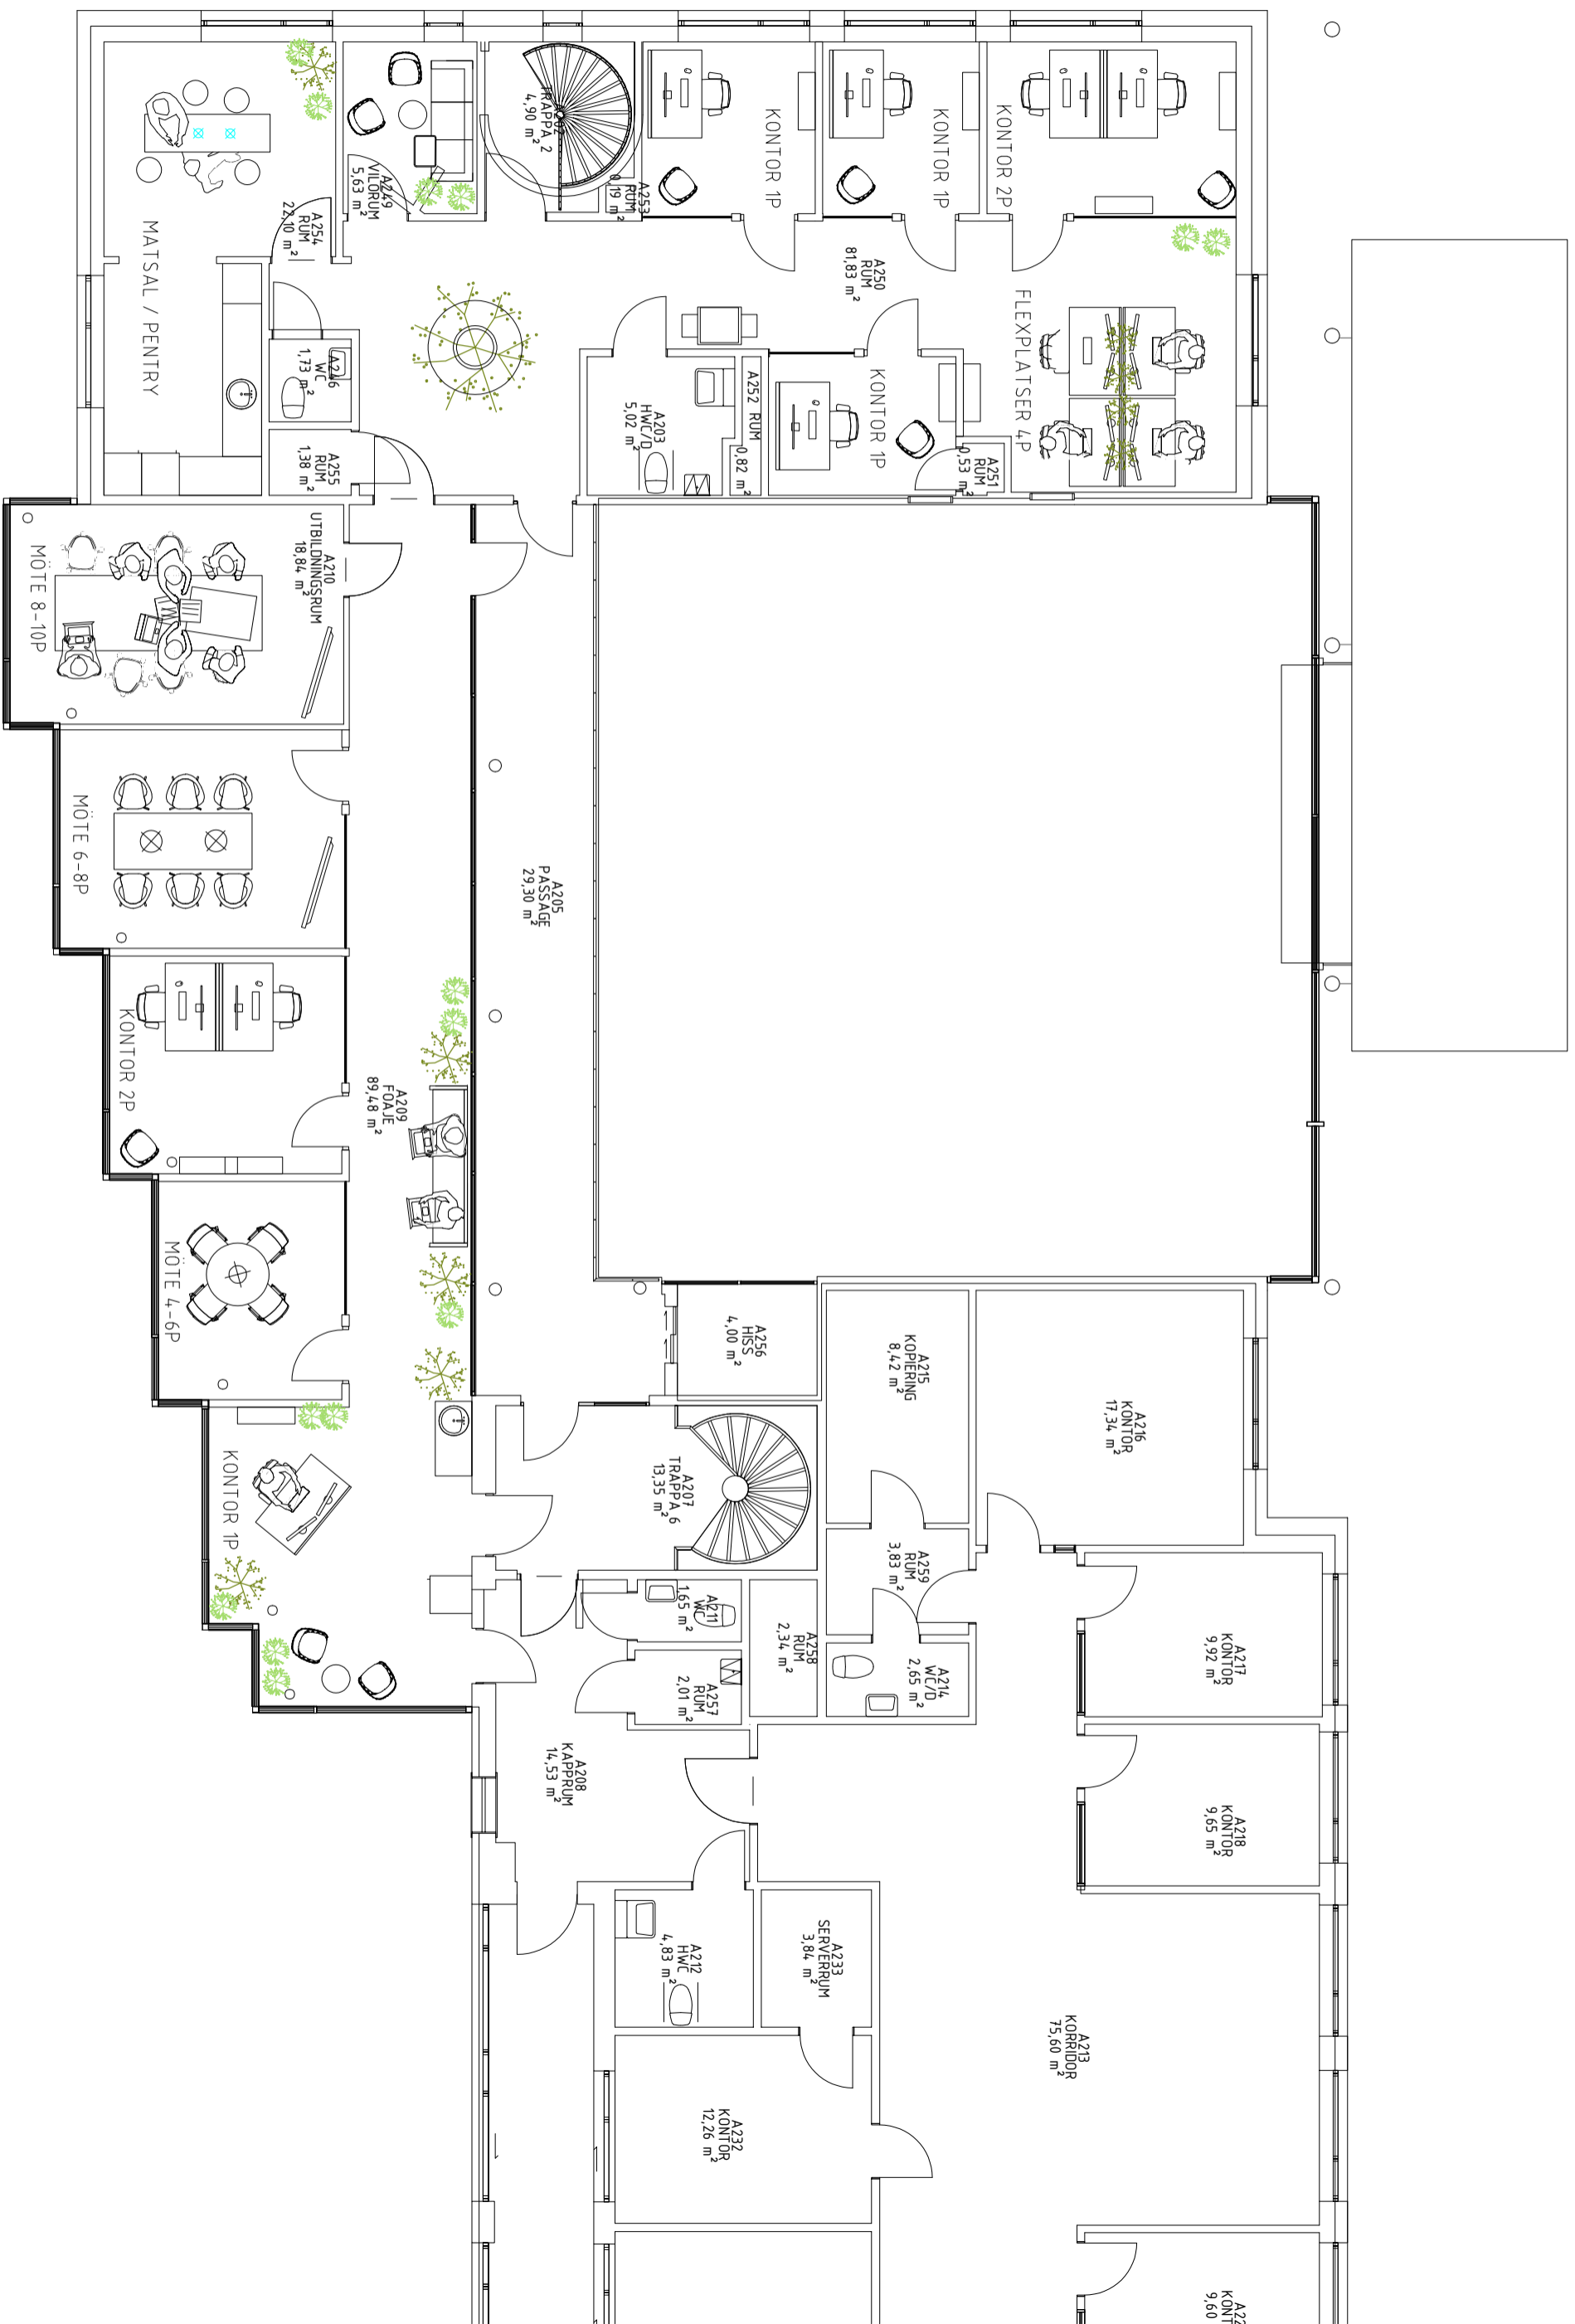 A202
TRAPPA 2
4,90 m²
A249
VILORUM
5,63 m²
A253
RUM
0,19 m²
KONTOR 1P
KONTOR 1P
KONTOR 2P
A254
RUM
22,10 m²
MATSAL / PENTRY
A250
RUM
81,83 m²
FLEXPLATSER 4P
A246
WC
1,73 m²
A203
HWC/D
5,02 m²
A252 RUM
0,82 m²
KONTOR 1P
A251
RUM
0,53 m²
A255
RUM
1,38 m²
A210
UTBILDNINGSRUM
18,84 m²
MÖTE 8-10P
MÖTE 6-8P
A205
PASSAGE
29,30 m²
KONTOR 2P
A209
FOAJE
89,48 m²
MÖTE 4-6P
A256
HISS
4,00 m²
A215
KOPIERING
8,42 m²
A216
KONTOR
17,34 m²
KONTOR 1P
A207
TRAPPA 6
13,35 m²
A259
RUM
3,83 m²
A211
WC
1,65 m²
A258
RUM
2,34 m²
A217
KONTOR
9,92 m²
A257
RUM
2,01 m²
A214
WC/D
2,65 m²
A208
KAPPRUM
14,53 m²
A218
KONTOR
9,65 m²
A212
HWC
4,83 m²
A233
SERVERRUM
3,84 m²
A213
KORRIDOR
75,60 m²
A232
KONTOR
12,26 m²
A22
KONT
9,60